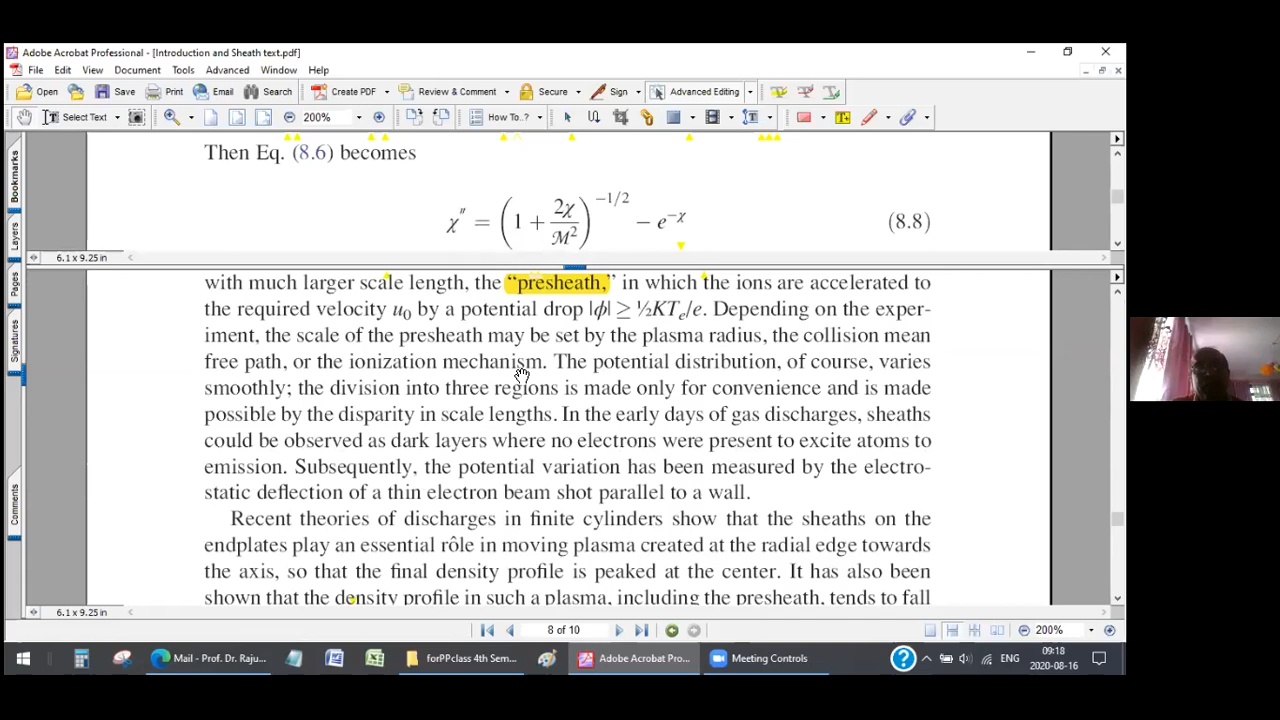 Adobe Acrobat Professional - [Introduction and Sheath text.pdf]
File Edit View Document Tools Advanced Window Help
Open Save Print Email Search Create PDF Review & Comment Secure Sign Advanced Editing
Select Text 200% How To..?
Bookmarks
Layers
Pages
Signatures
Comments
Then Eq. (8.6) becomes
χ″ = (1 + 2χ/ℳ²)^{−1/2} − e^{−χ} (8.8)
6.1 x 9.25 in
with much larger scale length, the “presheath,” in which the ions are accelerated to
the required velocity u₀ by a potential drop |ϕ| ≥ ½KTₑ/e. Depending on the exper-
iment, the scale of the presheath may be set by the plasma radius, the collision mean
free path, or the ionization mechanism. The potential distribution, of course, varies
smoothly; the division into three regions is made only for convenience and is made
possible by the disparity in scale lengths. In the early days of gas discharges, sheaths
could be observed as dark layers where no electrons were present to excite atoms to
emission. Subsequently, the potential variation has been measured by the electro-
static deflection of a thin electron beam shot parallel to a wall.
Recent theories of discharges in finite cylinders show that the sheaths on the
endplates play an essential rôle in moving plasma created at the radial edge towards
the axis, so that the final density profile is peaked at the center. It has also been
shown that the density profile in such a plasma, including the presheath, tends to fall
6.1 x 9.25 in
8 of 10 200%
Mail - Prof. Dr. Raju... forPPclass 4th Sem... Adobe Acrobat Pro... Meeting Controls ENG 09:18
2020-08-16